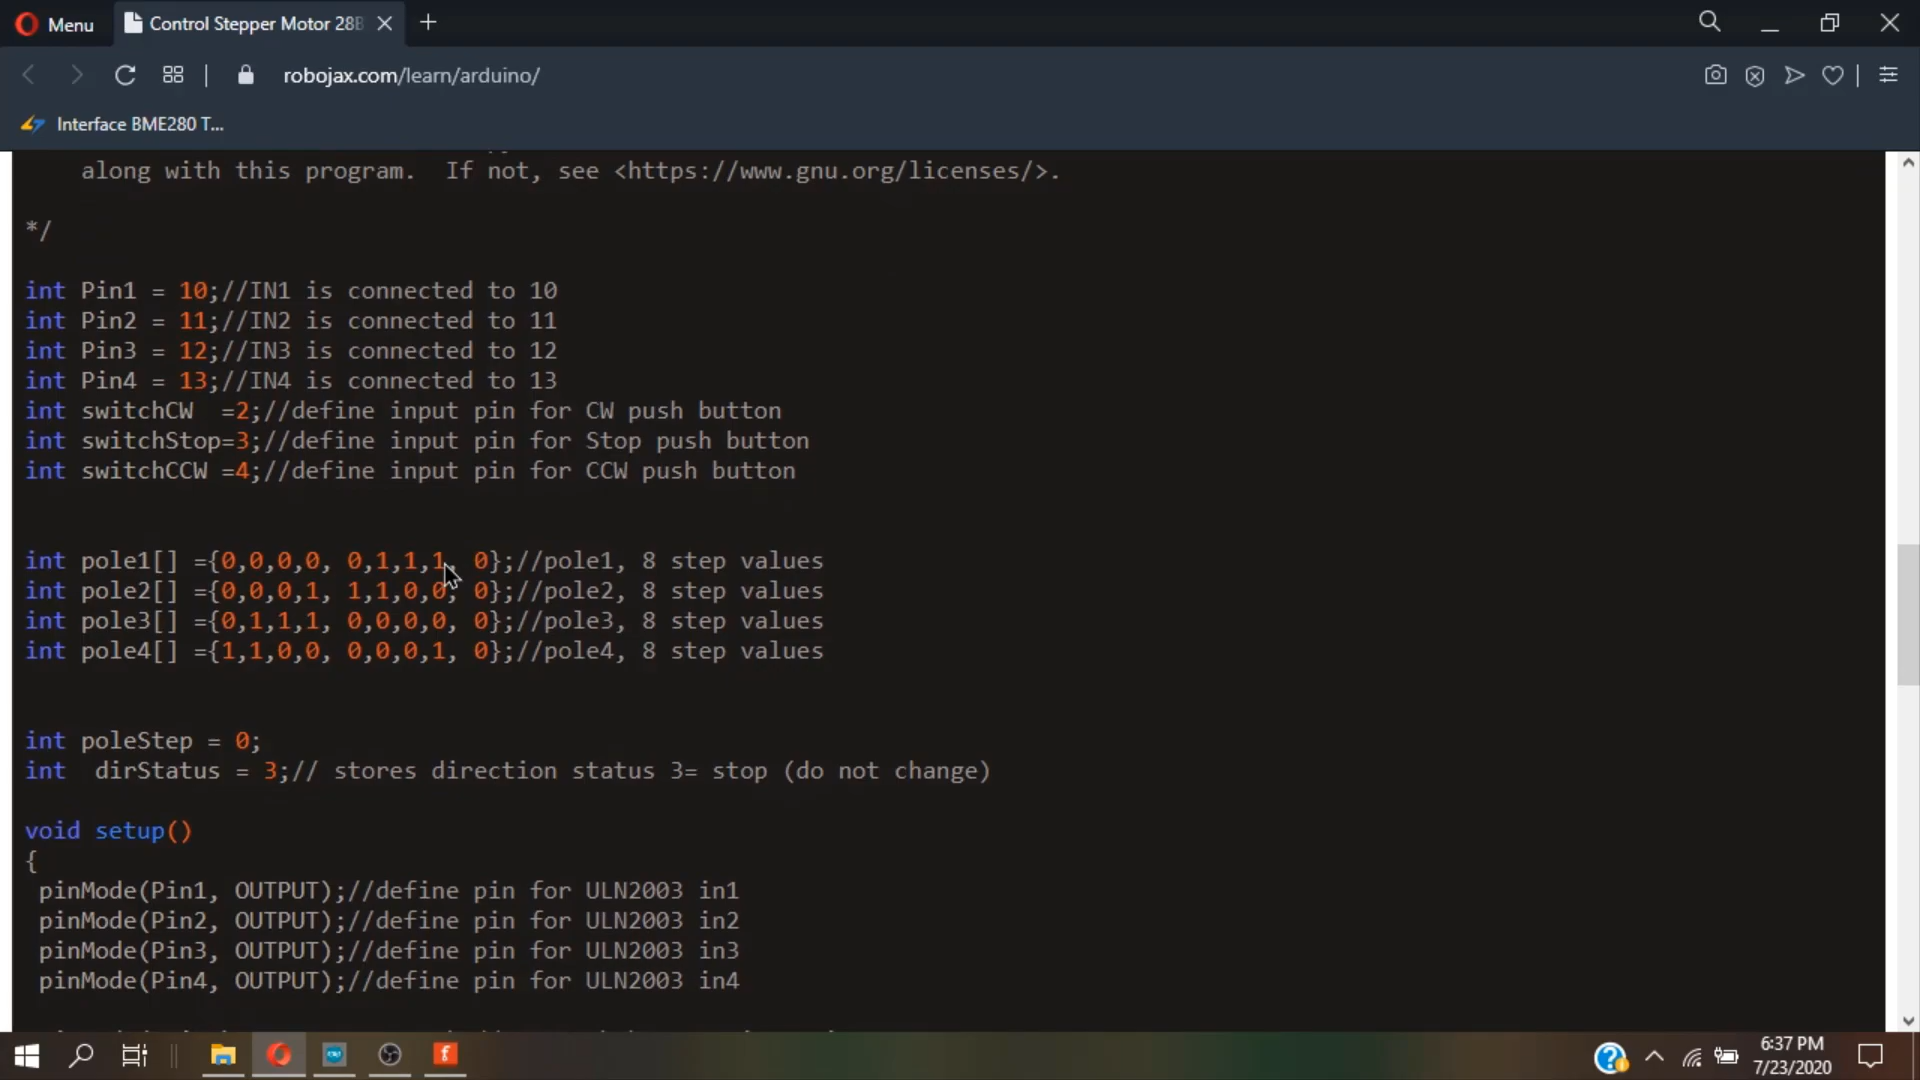 Menu
Control Stepper Motor 28B
robojax.com/learn/arduino/
Interface BME280 T...
along with this program.  If not, see <https://www.gnu.org/licenses/>.
*/
int Pin1 = 10;//IN1 is connected to 10
int Pin2 = 11;//IN2 is connected to 11
int Pin3 = 12;//IN3 is connected to 12
int Pin4 = 13;//IN4 is connected to 13
int switchCW  =2;//define input pin for CW push button
int switchStop=3;//define input pin for Stop push button
int switchCCW =4;//define input pin for CCW push button
int pole1[] ={0,0,0,0, 0,1,1,1, 0};//pole1, 8 step values
int pole2[] ={0,0,0,1, 1,1,0,0, 0};//pole2, 8 step values
int pole3[] ={0,1,1,1, 0,0,0,0, 0};//pole3, 8 step values
int pole4[] ={1,1,0,0, 0,0,0,1, 0};//pole4, 8 step values
int poleStep = 0;
int  dirStatus = 3;// stores direction status 3= stop (do not change)
void setup()
{
pinMode(Pin1, OUTPUT);//define pin for ULN2003 in1
pinMode(Pin2, OUTPUT);//define pin for ULN2003 in2
pinMode(Pin3, OUTPUT);//define pin for ULN2003 in3
pinMode(Pin4, OUTPUT);//define pin for ULN2003 in4
6:37 PM
7/23/2020